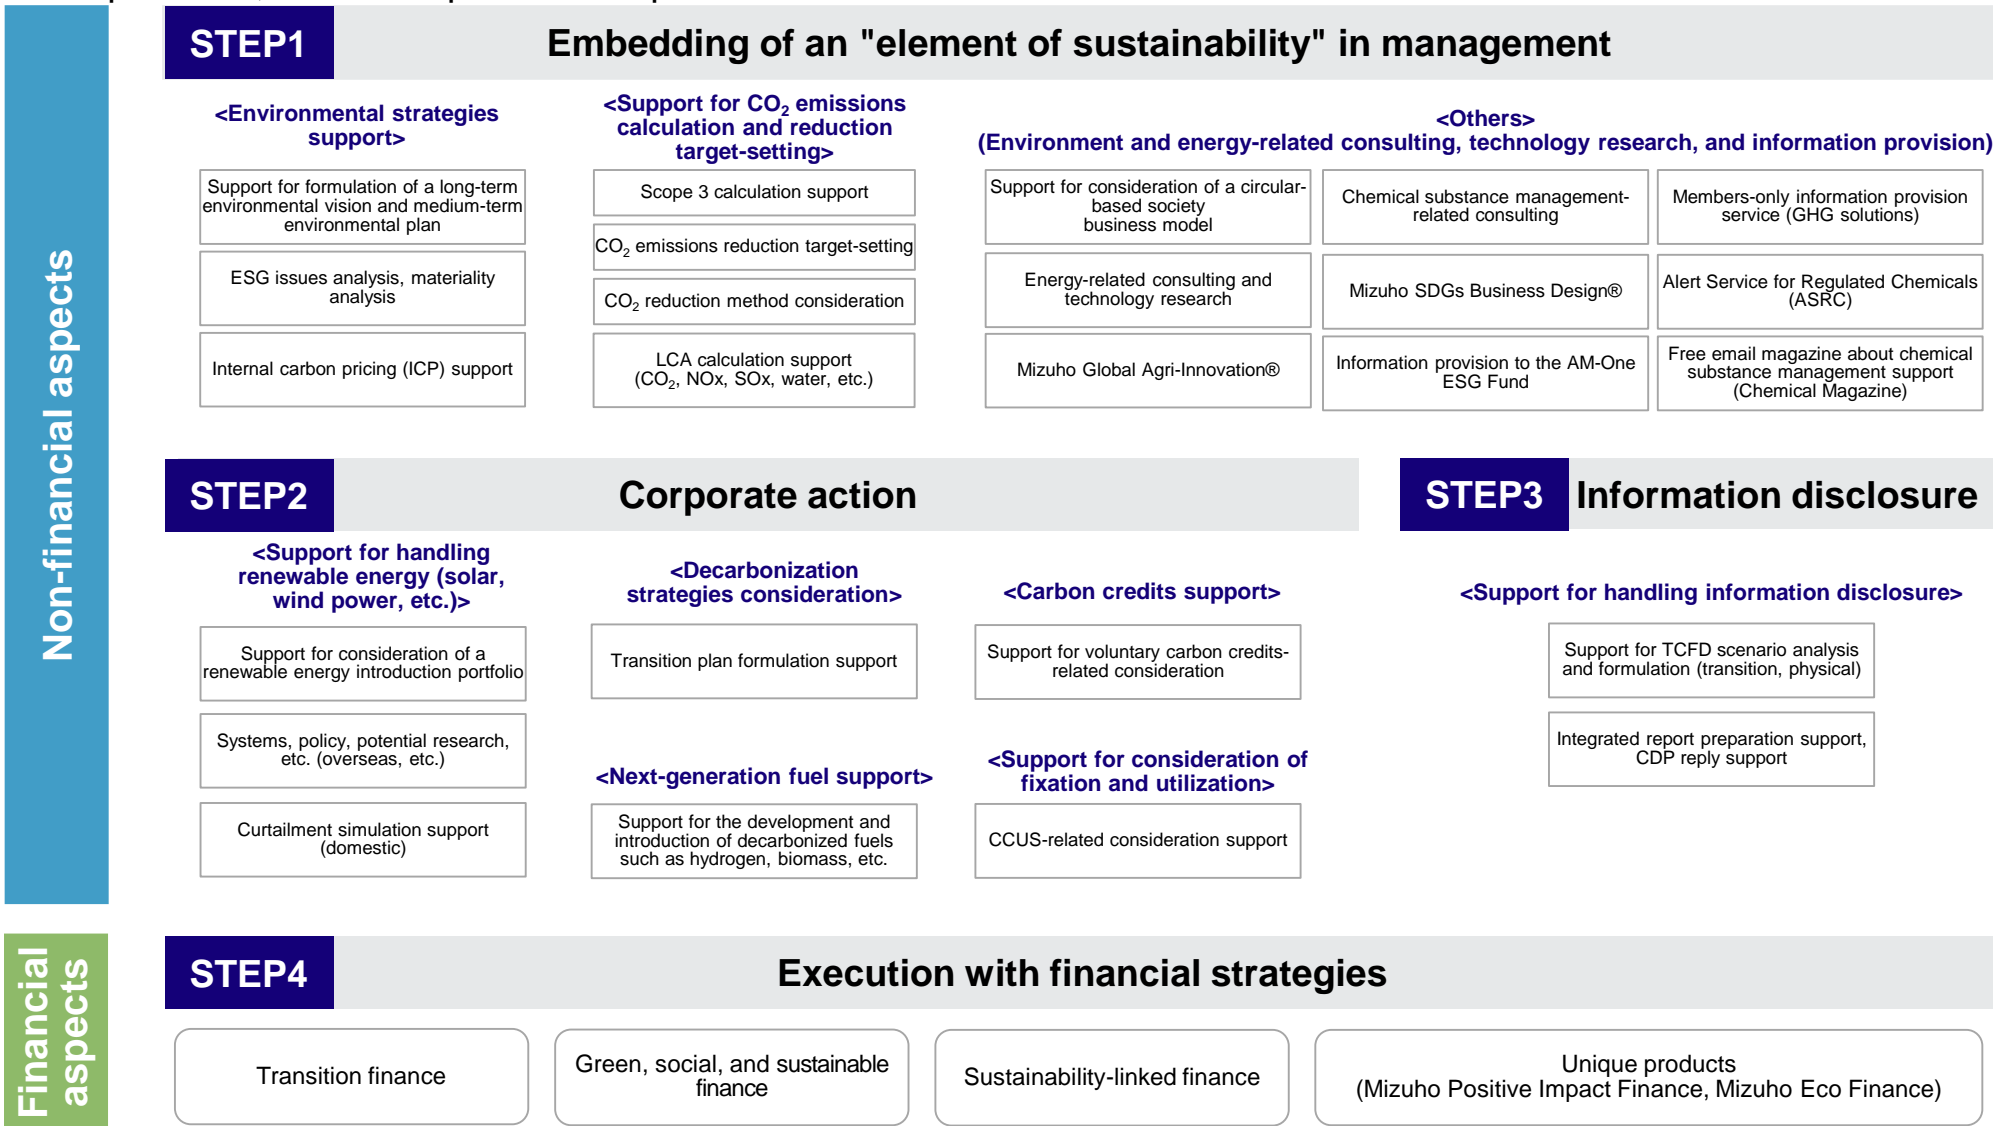 STEP1
Embedding of an "element of sustainability" in management
<Environmental strategies
support>
Support for formulation of a long-term
environmental vision and medium-term
environmental plan
ESG issues analysis, materiality
analysis
Internal carbon pricing (ICP) support
<Support for CO₂ emissions
calculation and reduction
target-setting>
Scope 3 calculation support
CO₂ emissions reduction target-setting
CO₂ reduction method consideration
LCA calculation support
(CO₂, NOx, SOx, water, etc.)
<Others>
(Environment and energy-related consulting, technology research, and information provision)
Support for consideration of a circular-
based society
business model
Energy-related consulting and
technology research
Mizuho Global Agri-Innovation®
Chemical substance management-
related consulting
Mizuho SDGs Business Design®
Information provision to the AM-One
ESG Fund
Members-only information provision
service (GHG solutions)
Alert Service for Regulated Chemicals
(ASRC)
Free email magazine about chemical
substance management support
(Chemical Magazine)
Non-financial aspects
STEP2
Corporate action
<Support for handling
renewable energy (solar,
wind power, etc.)>
Support for consideration of a
renewable energy introduction portfolio
Systems, policy, potential research,
etc. (overseas, etc.)
Curtailment simulation support
(domestic)
<Decarbonization
strategies consideration>
Transition plan formulation support
<Next-generation fuel support>
Support for the development and
introduction of decarbonized fuels
such as hydrogen, biomass, etc.
<Carbon credits support>
Support for voluntary carbon credits-
related consideration
<Support for consideration of
fixation and utilization>
CCUS-related consideration support
STEP3
Information disclosure
<Support for handling information disclosure>
Support for TCFD scenario analysis
and formulation (transition, physical)
Integrated report preparation support,
CDP reply support
Financial
aspects
STEP4
Execution with financial strategies
Transition finance
Green, social, and sustainable
finance
Sustainability-linked finance
Unique products
(Mizuho Positive Impact Finance, Mizuho Eco Finance)